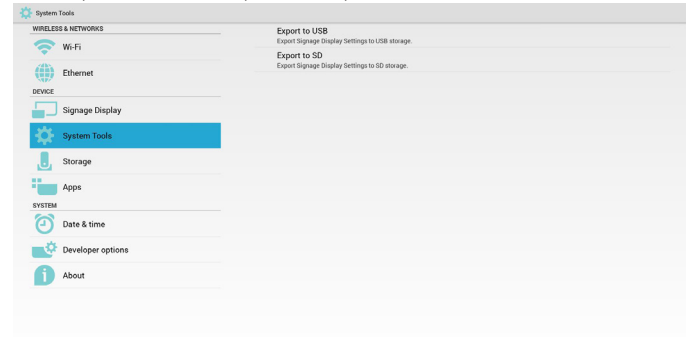 System Tools
WIRELESS & NETWORKS
Wi-Fi
Ethernet
DEVICE
Signage Display
System Tools
Storage
Apps
SYSTEM
Date & time
Developer options
About
Export to USB
Export Signage Display Settings to USB storage.
Export to SD
Export Signage Display Settings to SD storage.